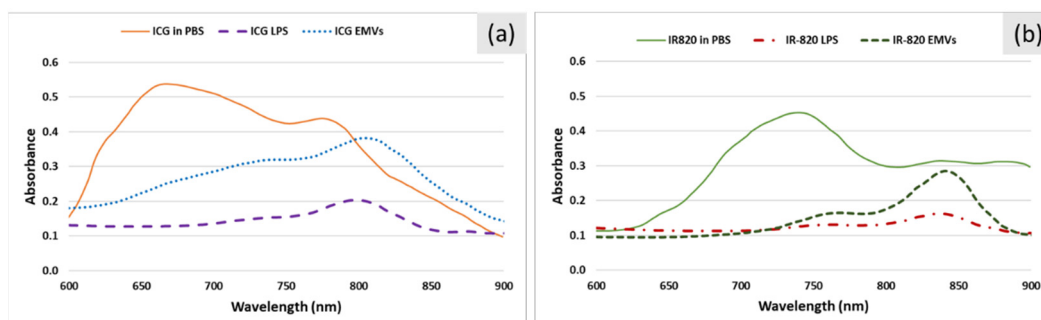 ICG in PBS ICG LPS ICG EMVs
(a)
Absorbance
0.6
0.5
0.4
0.3
0.2
0.1
0.0
600 650 700 750 800 850 900
Wavelength (nm)
IR820 in PBS IR-820 LPS IR-820 EMVs
(b)
Absorbance
0.6
0.5
0.4
0.3
0.2
0.1
0.0
600 650 700 750 800 850 900
Wavelength (nm)